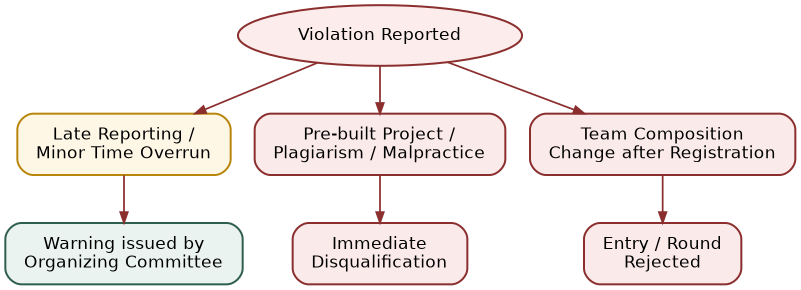 Violation Reported
Late Reporting /
Minor Time Overrun
Pre-built Project /
Plagiarism / Malpractice
Team Composition
Change after Registration
Warning issued by
Organizing Committee
Immediate
Disqualification
Entry / Round
Rejected